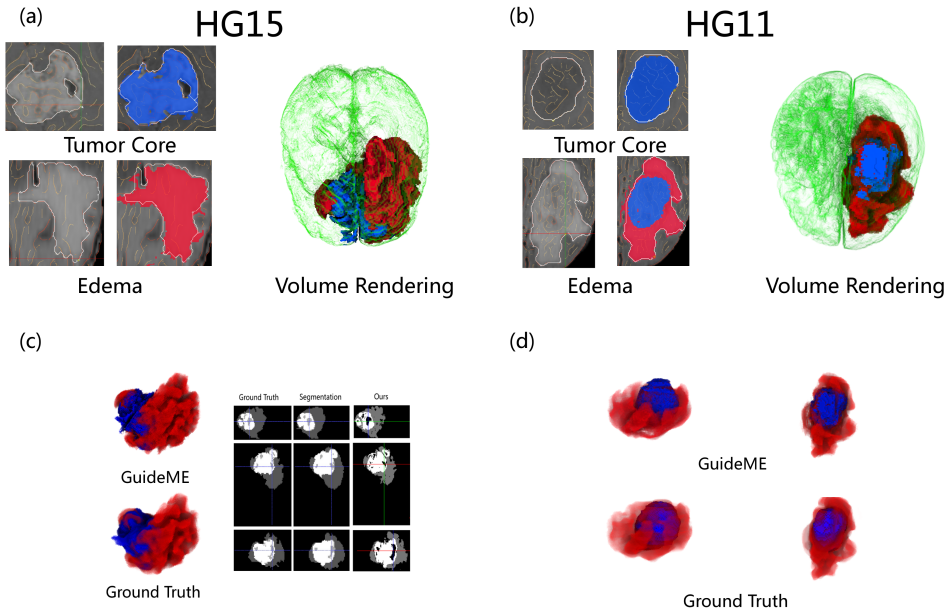 (a)
HG15
(b)
HG11
Tumor Core
Tumor Core
Edema
Volume Rendering
Edema
Volume Rendering
(c)
(d)
Ground Truth
Segmentation
Ours
GuideME
GuideME
Ground Truth
Ground Truth